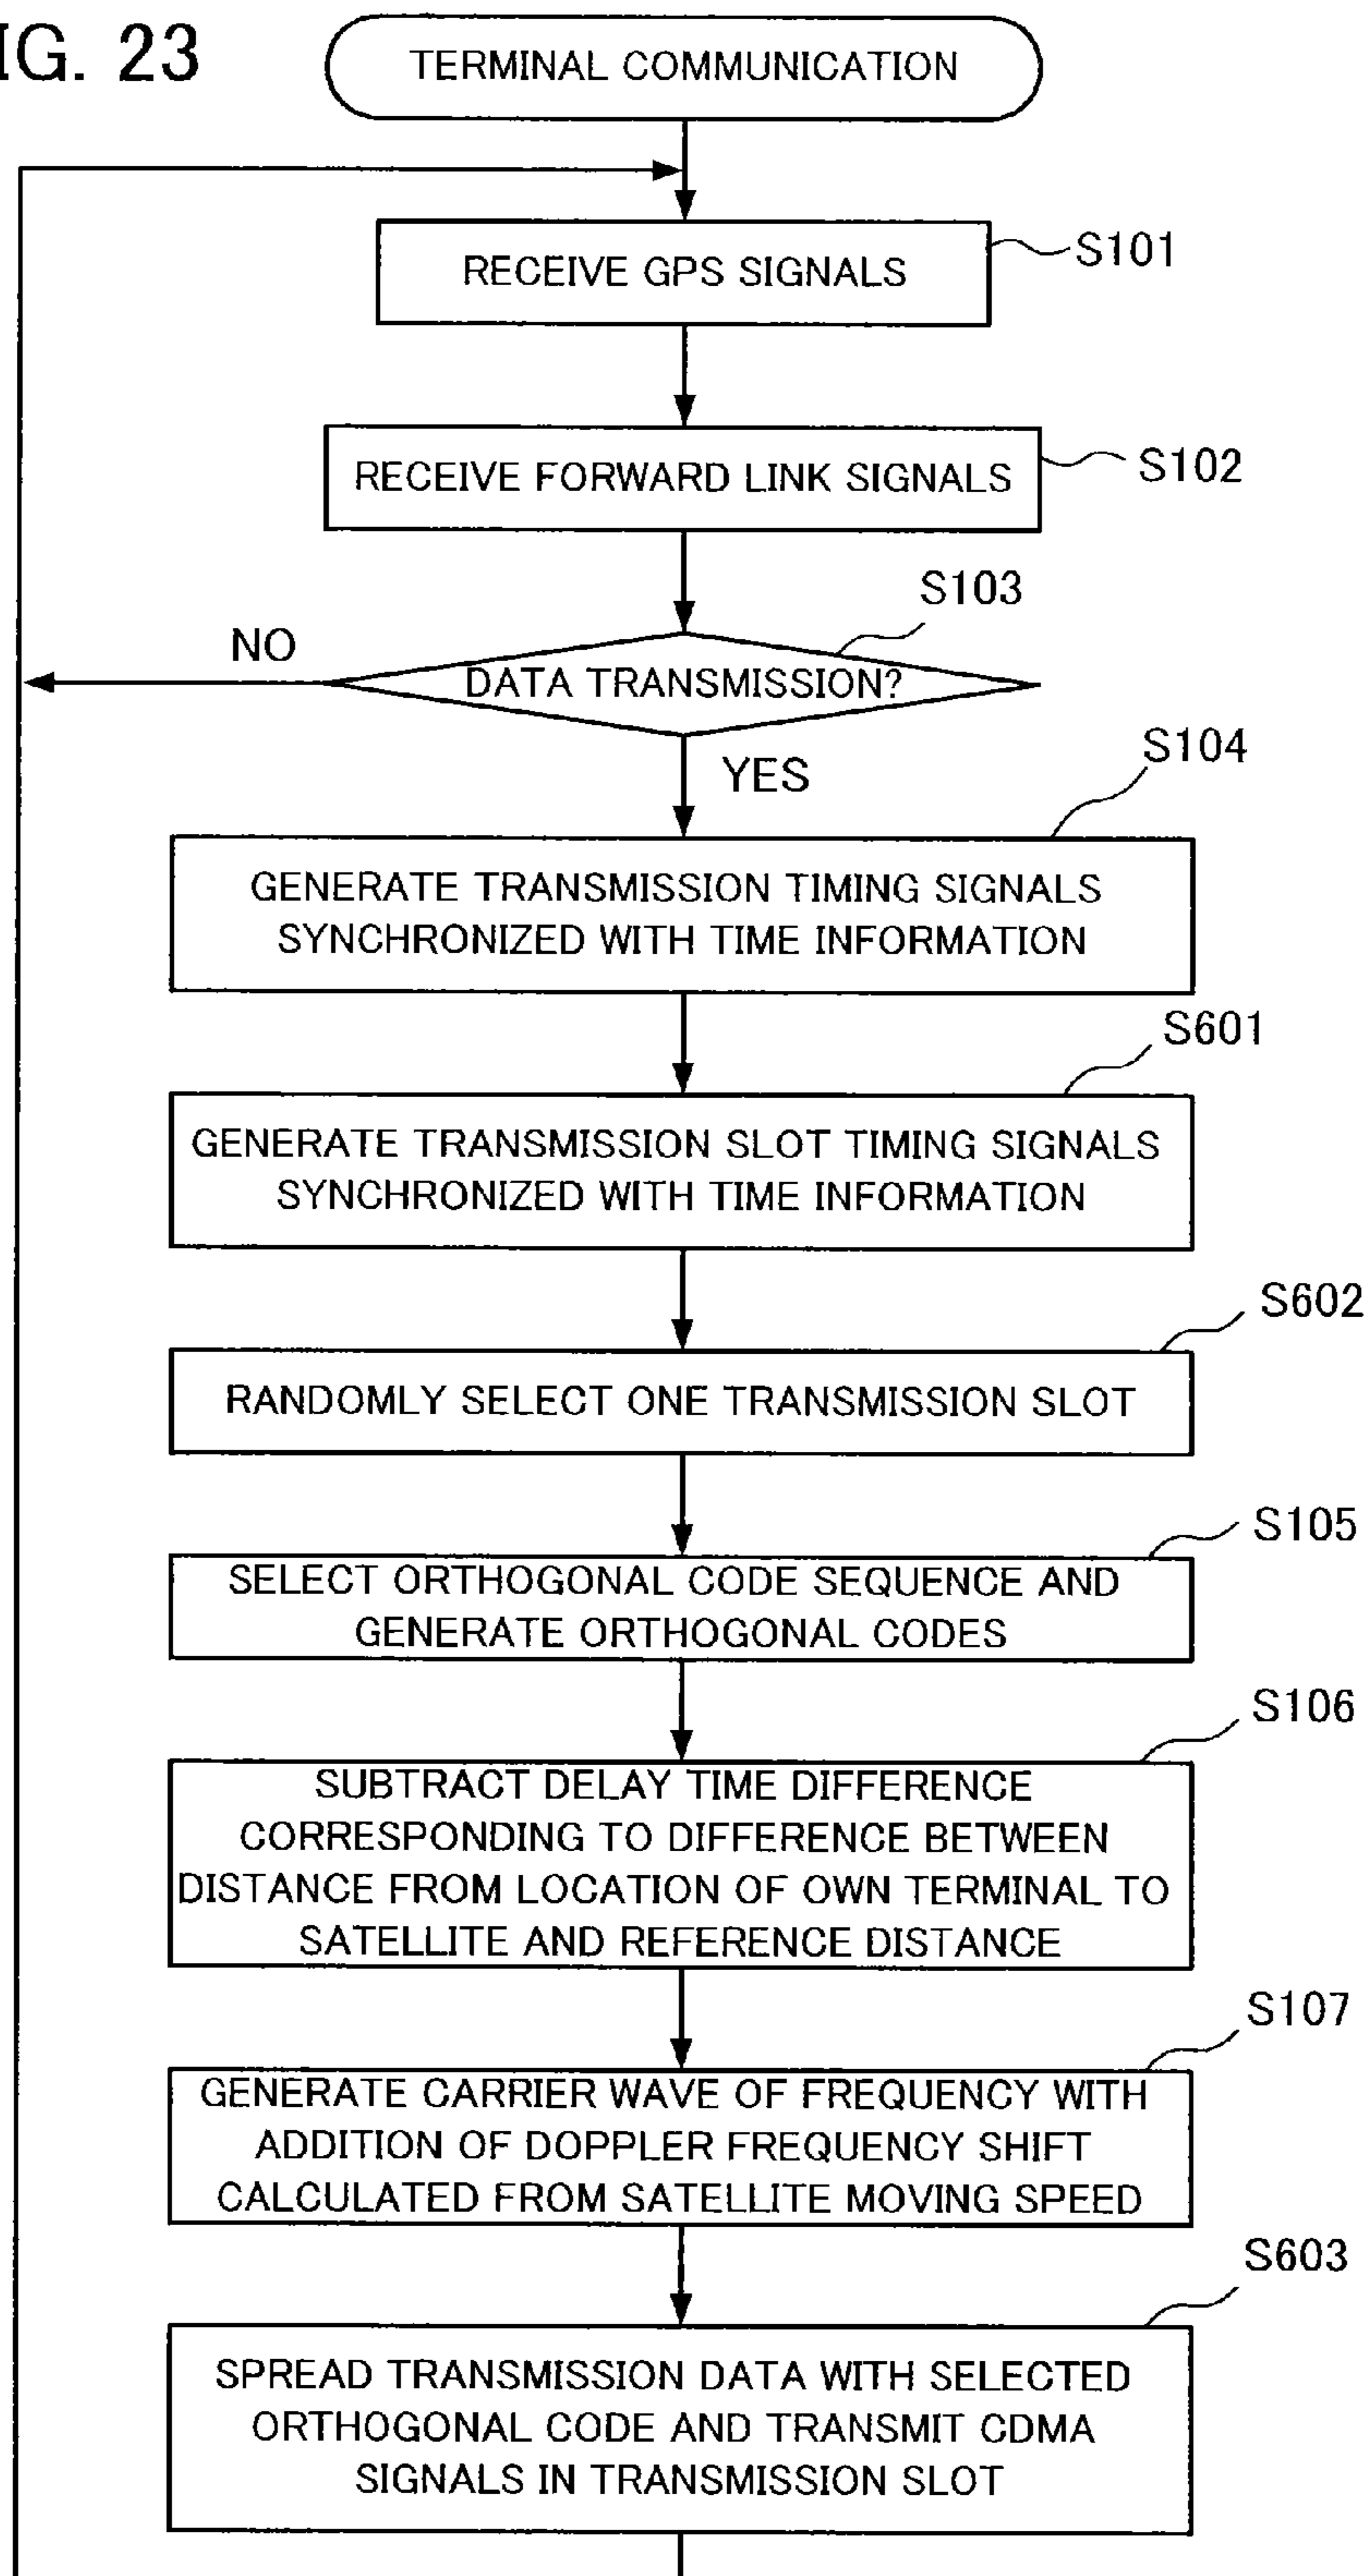 IG. 23
TERMINAL COMMUNICATION
RECEIVE GPS SIGNALS
S101
RECEIVE FORWARD LINK SIGNALS
S102
S103
NO
DATA TRANSMISSION?
YES
S104
GENERATE TRANSMISSION TIMING SIGNALS
SYNCHRONIZED WITH TIME INFORMATION
S601
GENERATE TRANSMISSION SLOT TIMING SIGNALS
SYNCHRONIZED WITH TIME INFORMATION
S602
RANDOMLY SELECT ONE TRANSMISSION SLOT
S105
SELECT ORTHOGONAL CODE SEQUENCE AND
GENERATE ORTHOGONAL CODES
S106
SUBTRACT DELAY TIME DIFFERENCE
CORRESPONDING TO DIFFERENCE BETWEEN
DISTANCE FROM LOCATION OF OWN TERMINAL TO
SATELLITE AND REFERENCE DISTANCE
S107
GENERATE CARRIER WAVE OF FREQUENCY WITH
ADDITION OF DOPPLER FREQUENCY SHIFT
CALCULATED FROM SATELLITE MOVING SPEED
S603
SPREAD TRANSMISSION DATA WITH SELECTED
ORTHOGONAL CODE AND TRANSMIT CDMA
SIGNALS IN TRANSMISSION SLOT